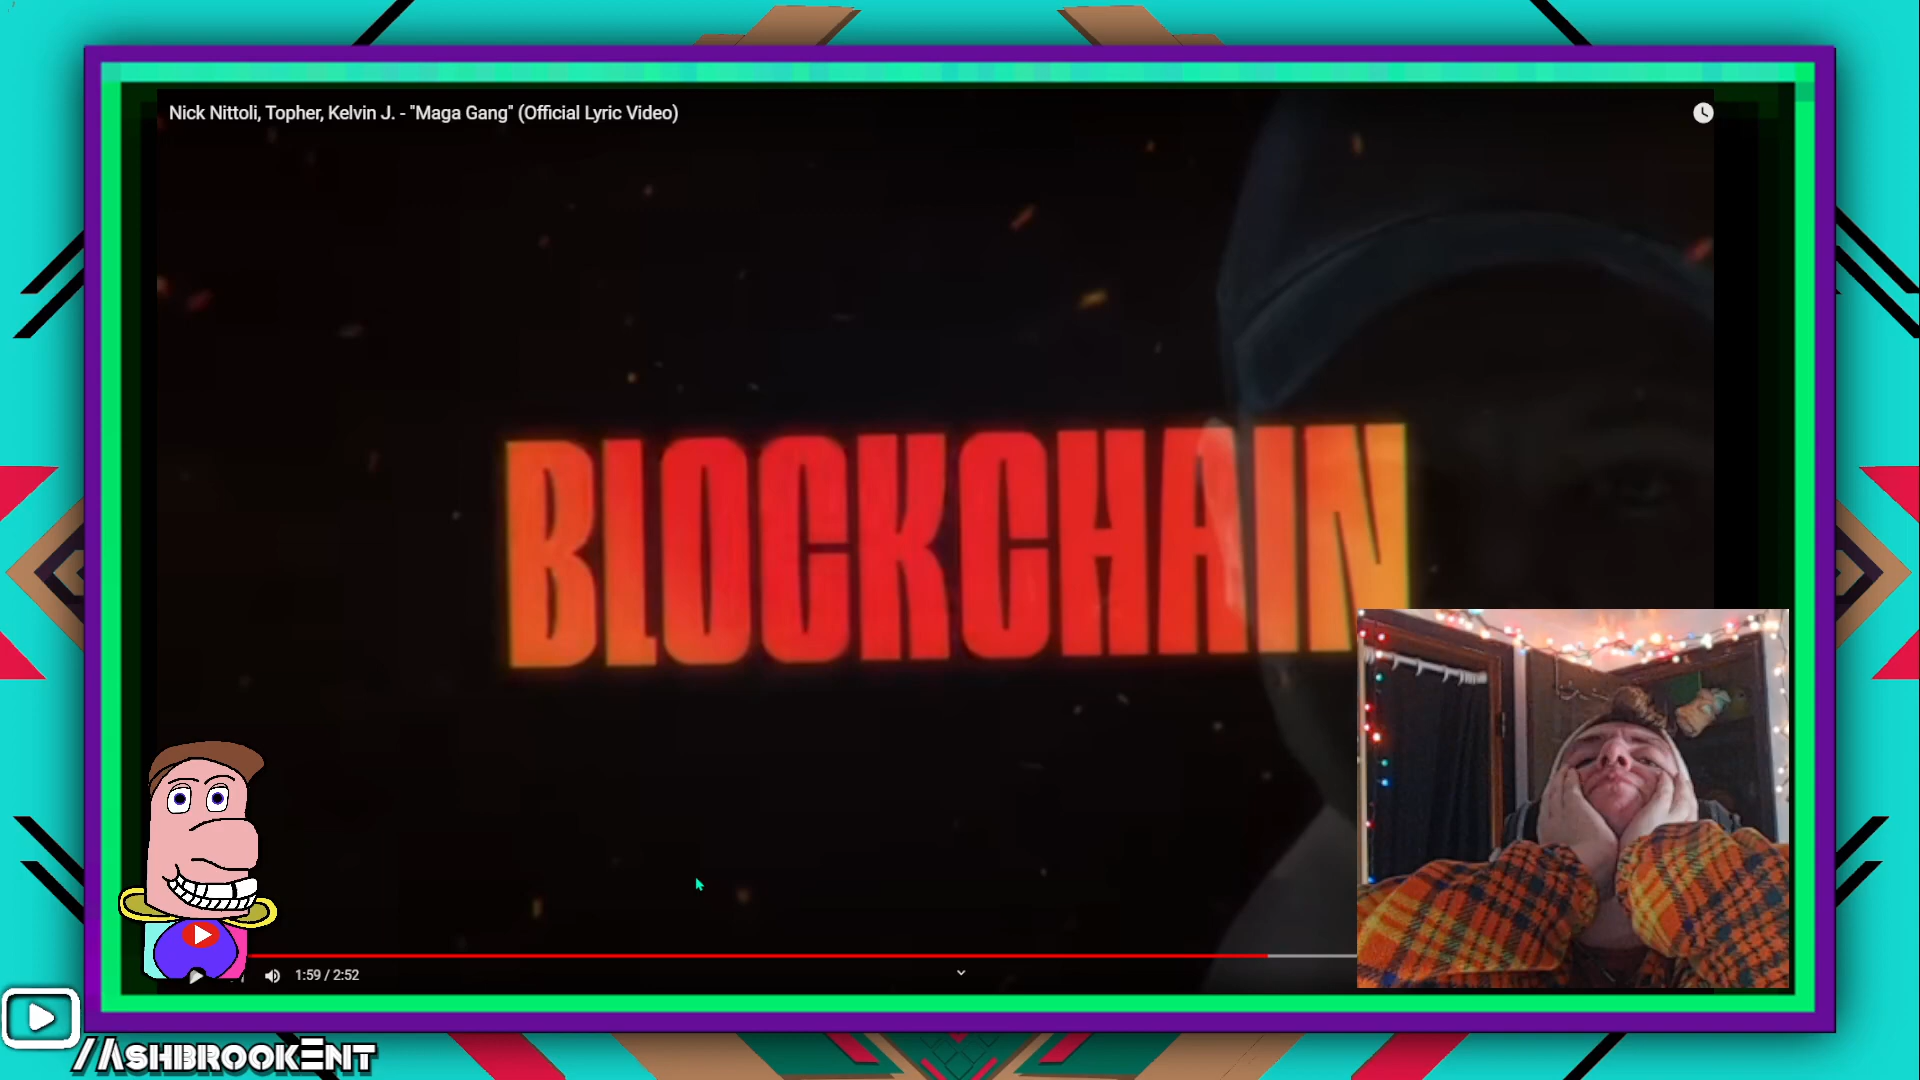 Nick Nittoli, Topher, Kelvin J. - "Maga Gang" (Official Lyric Video)
BLOCKCHAIN
1:59 / 2:52
//ASHBROOKENT